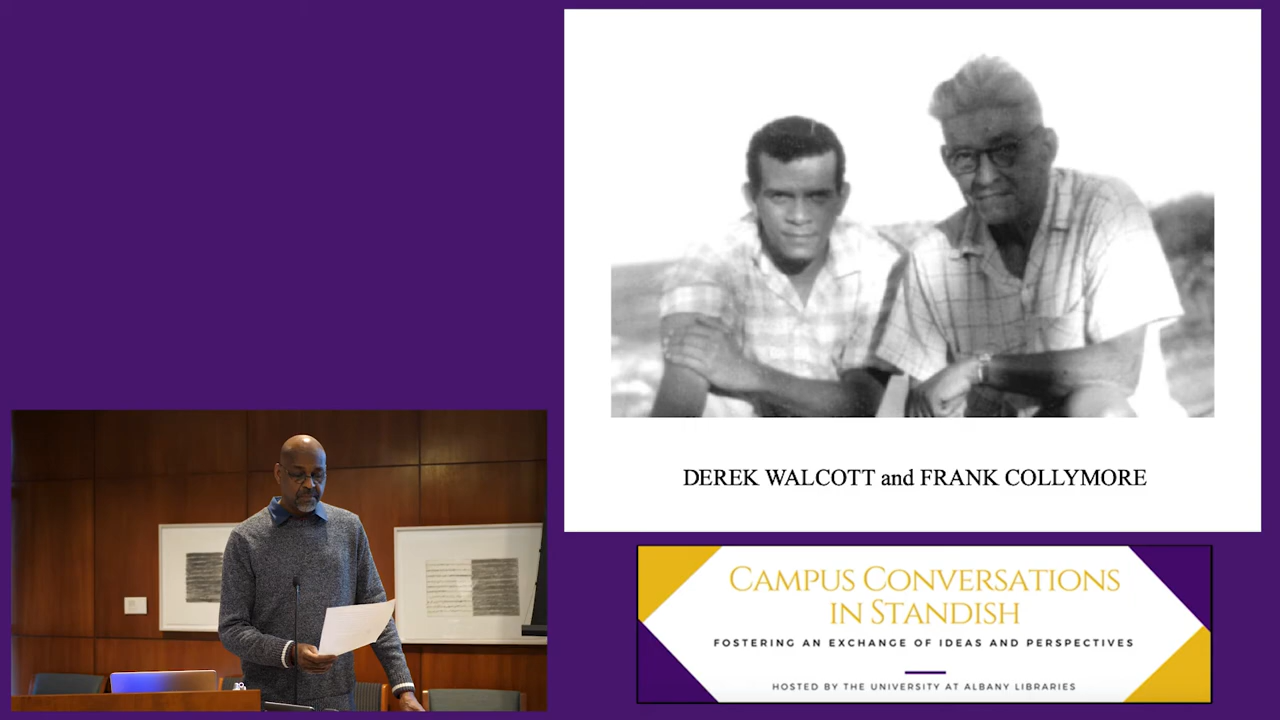 DEREK WALCOTT and FRANK COLLYMORE
CAMPUS CONVERSATIONS
IN STANDISH
FOSTERING AN EXCHANGE OF IDEAS AND PERSPECTIVES
HOSTED BY THE UNIVERSITY AT ALBANY LIBRARIES